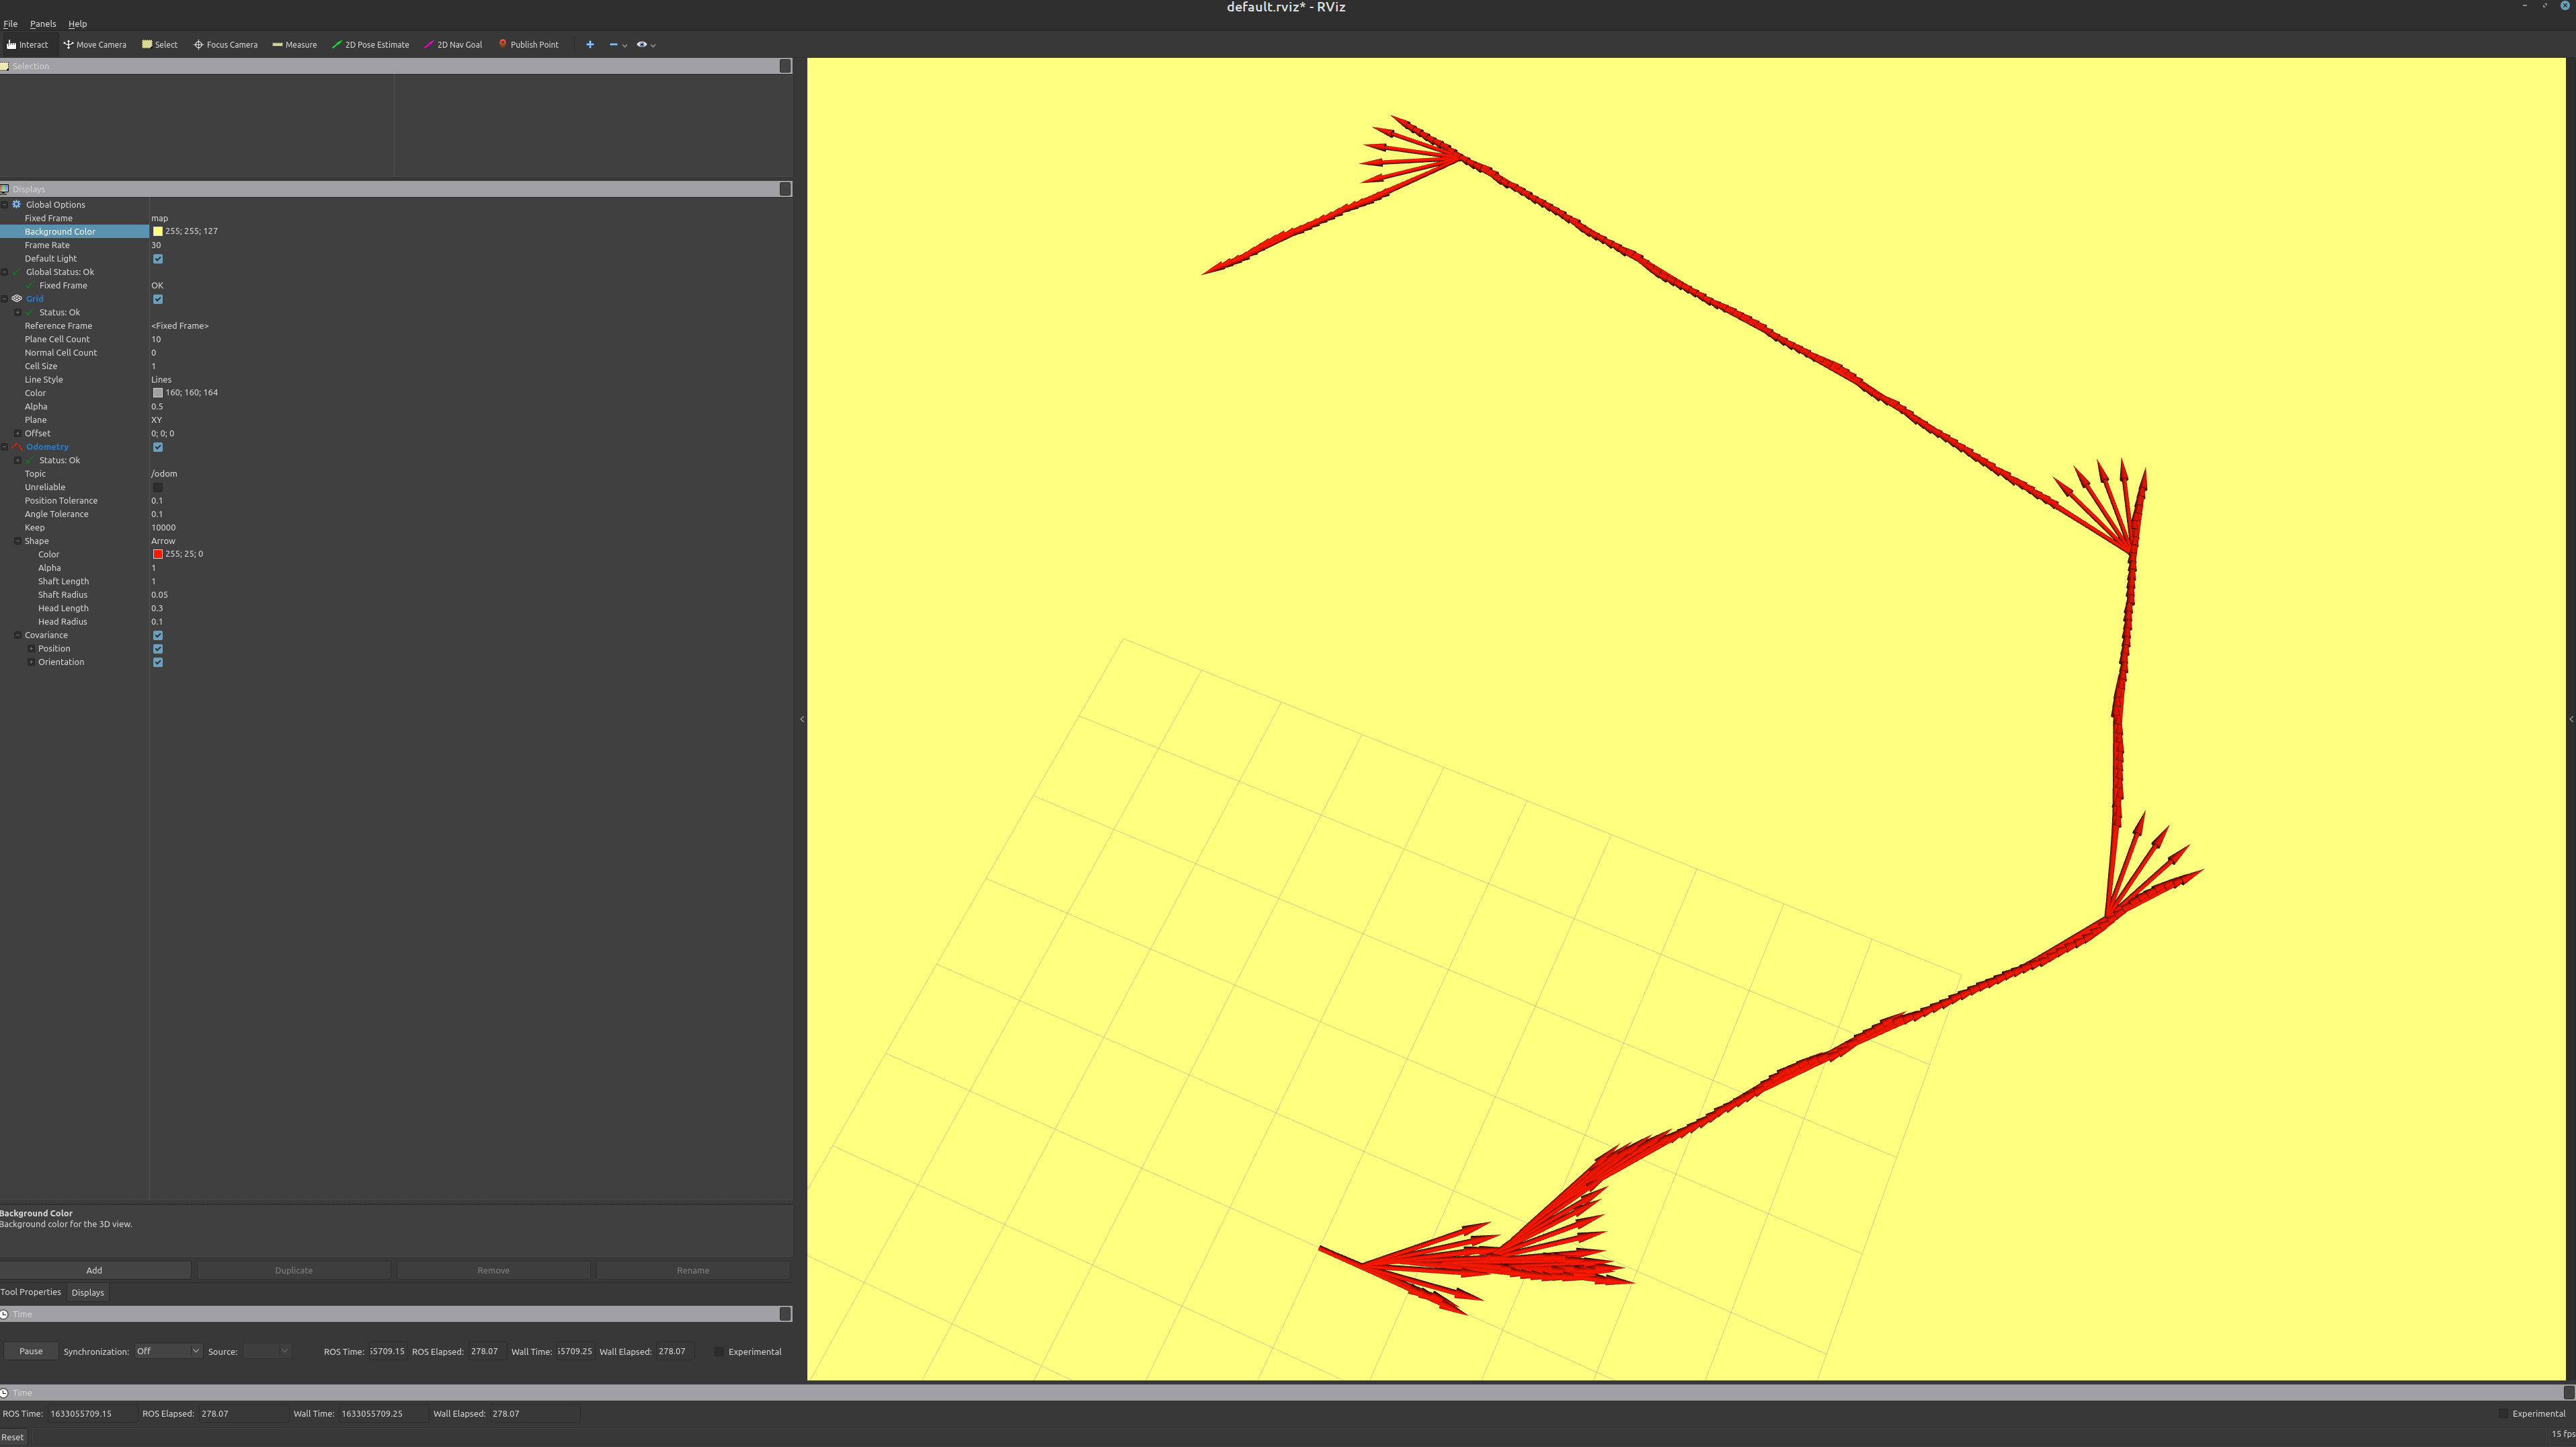 default.rviz* - RViz
File Panels Help
Interact Move Camera Select Focus Camera Measure 2D Pose Estimate 2D Nav Goal Publish Point
Selection
Displays
Global Options
Fixed Frame map
Background Color 255; 255; 127
Frame Rate 30
Default Light
Global Status: Ok
Fixed Frame OK
Grid
Status: Ok
Reference Frame <Fixed Frame>
Plane Cell Count 10
Normal Cell Count 0
Cell Size 1
Line Style Lines
Color 160; 160; 164
Alpha 0.5
Plane XY
Offset 0; 0; 0
Odometry
Status: Ok
Topic /odom
Unreliable
Position Tolerance 0.1
Angle Tolerance 0.1
Keep 10000
Shape Arrow
Color 255; 25; 0
Alpha 1
Shaft Length 1
Shaft Radius 0.05
Head Length 0.3
Head Radius 0.1
Covariance
Position
Orientation
Background Color
Background color for the 3D view.
Add Duplicate Remove Rename
Tool Properties Displays
Time
Pause Synchronization: Off Source: ROS Time: 55709.15 ROS Elapsed: 278.07 Wall Time: 55709.25 Wall Elapsed: 278.07 Experimental
Time
ROS Time: 1633055709.15 ROS Elapsed: 278.07 Wall Time: 1633055709.25 Wall Elapsed: 278.07 Experimental
Reset 15 fps